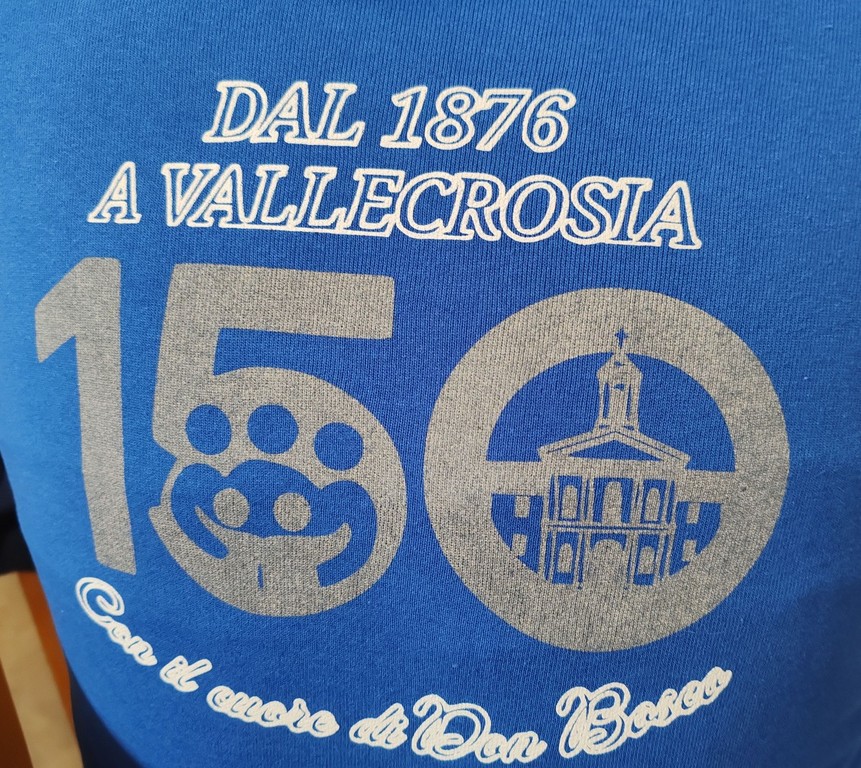 DAL 1876
A VALLECROSIA
150
Con il cuore di Don Bosco